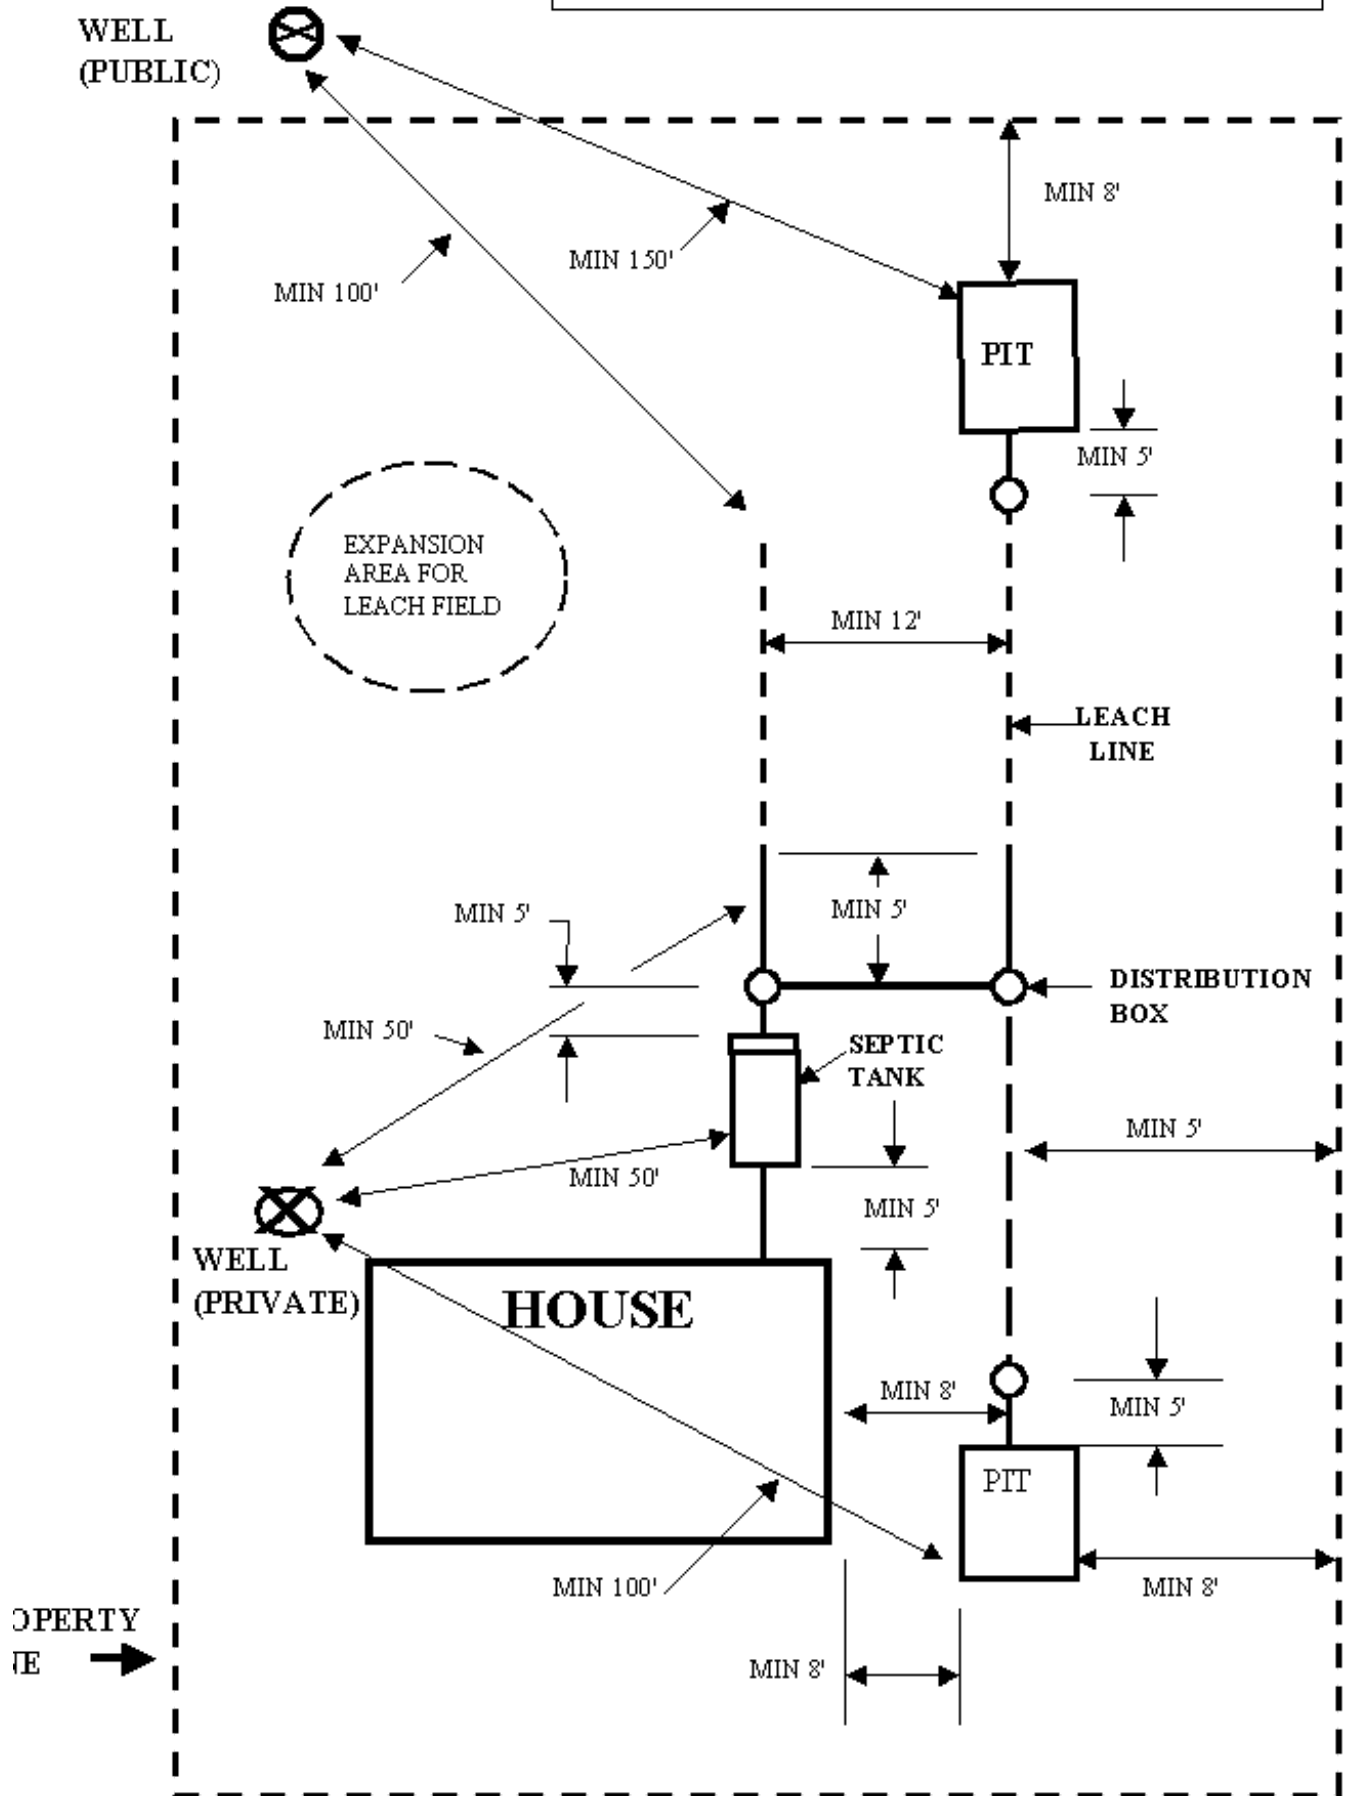 WELL
(PUBLIC)
MIN 8'
MIN 150'
MIN 100'
PIT
MIN 5'
EXPANSION
AREA FOR
LEACH FIELD
MIN 12'
LEACH
LINE
MIN 5'
MIN 5'
DISTRIBUTION
BOX
MIN 50'
SEPTIC
TANK
MIN 5'
MIN 50'
MIN 5'
WELL
(PRIVATE)
HOUSE
MIN 8'
MIN 5'
PIT
MIN 100'
MIN 8'
OPERTY
NE
MIN 8'